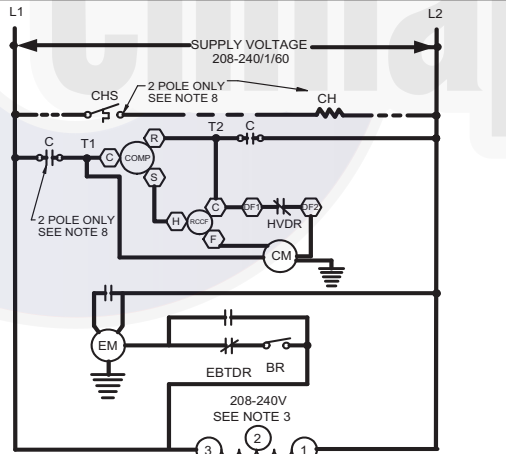 L1
L2
SUPPLY VOLTAGE
208-240/1/60
CHS
2 POLE ONLY
SEE NOTE 8
CH
C
T1
C
COMP
R
S
T2
C
2 POLE ONLY
SEE NOTE 8
H
RCCF
C
F
DF1
HVDR
DF2
CM
EM
EBTDR
BR
208-240V
SEE NOTE 3
3
2
1